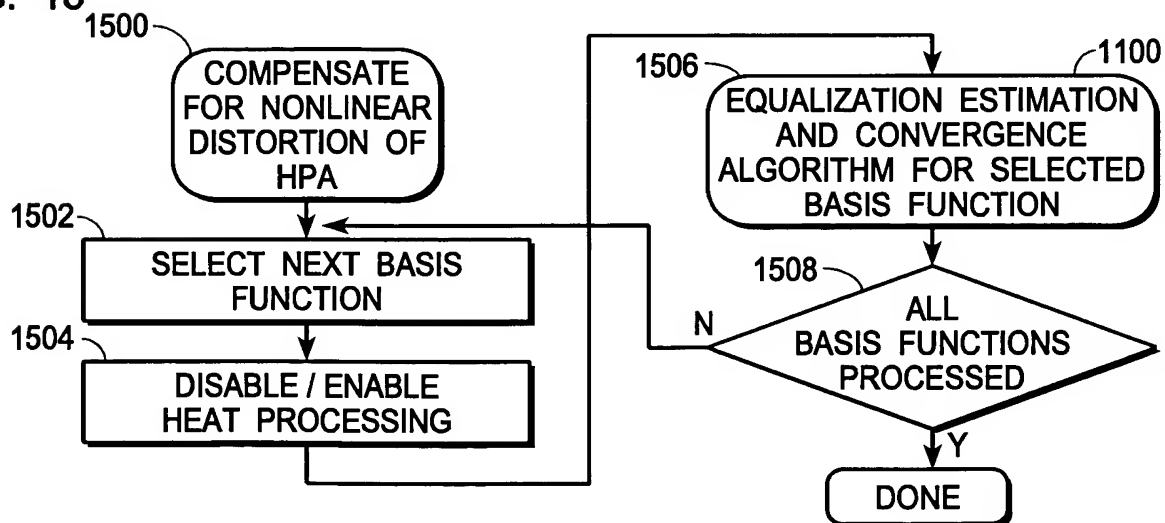 1500
COMPENSATE
FOR NONLINEAR
DISTORTION OF
HPA
1502
SELECT NEXT BASIS
FUNCTION
1504
DISABLE / ENABLE
HEAT PROCESSING
1506
1100
EQUALIZATION ESTIMATION
AND CONVERGENCE
ALGORITHM FOR SELECTED
BASIS FUNCTION
1508
ALL
BASIS FUNCTIONS
PROCESSED
N
Y
DONE